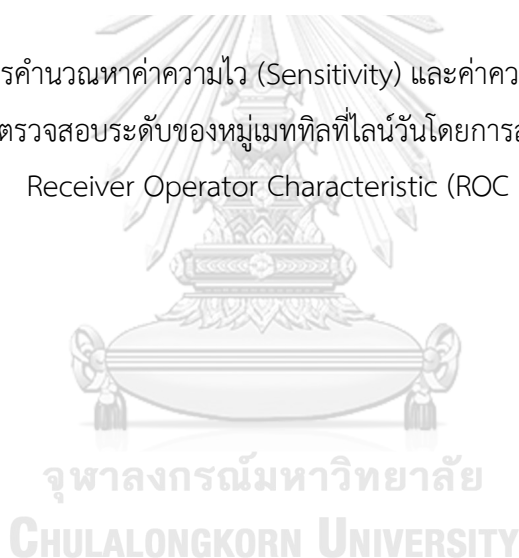 รคำนวณหาค่าความไว (Sensitivity) และค่าคว
ตรวจสอบระดับของหมู่เมททิลที่ไลน์วันโดยการส
Receiver Operator Characteristic (ROC
จุฬาลงกรณ์มหาวิทยาลัย
CHULALONGKORN UNIVERSITY